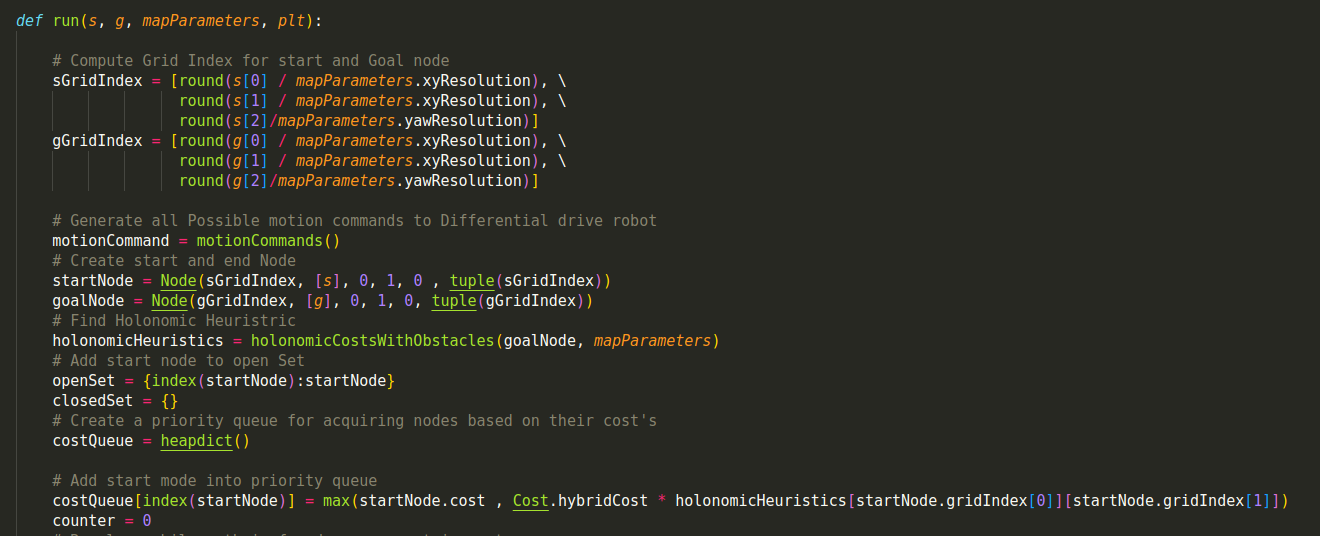 def run(s, g, mapParameters, plt):
# Compute Grid Index for start and Goal node
sGridIndex = [round(s[0] / mapParameters.xyResolution), \
round(s[1] / mapParameters.xyResolution), \
round(s[2]/mapParameters.yawResolution)]
gGridIndex = [round(g[0] / mapParameters.xyResolution), \
round(g[1] / mapParameters.xyResolution), \
round(g[2]/mapParameters.yawResolution)]
# Generate all Possible motion commands to Differential drive robot
motionCommand = motionCommands()
# Create start and end Node
startNode = Node(sGridIndex, [s], 0, 1, 0 , tuple(sGridIndex))
goalNode = Node(gGridIndex, [g], 0, 1, 0, tuple(gGridIndex))
# Find Holonomic Heuristric
holonomicHeuristics = holonomicCostsWithObstacles(goalNode, mapParameters)
# Add start node to open Set
openSet = {index(startNode):startNode}
closedSet = {}
# Create a priority queue for acquiring nodes based on their cost's
costQueue = heapdict()
# Add start mode into priority queue
costQueue[index(startNode)] = max(startNode.cost , Cost.hybridCost * holonomicHeuristics[startNode.gridIndex[0]][startNode.gridIndex[1]])
counter = 0